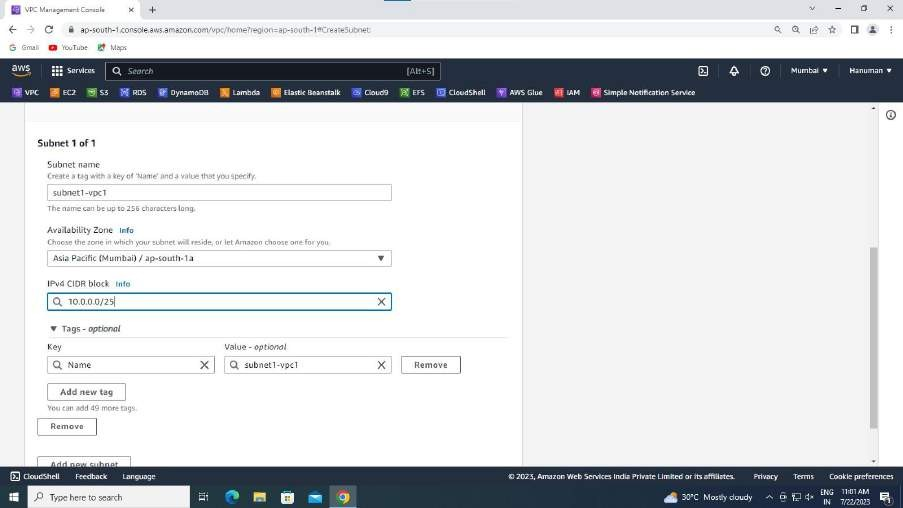 VPC Management Console
ap-south-1.console.aws.amazon.com/vpc/home?region=ap-south-1#CreateSubnet:
Gmail YouTube Maps
aws Services Search [Alt+S] Mumbai Hanuman
VPC EC2 S3 RDS DynamoDB Lambda Elastic Beanstalk Cloud9 EFS CloudShell AWS Glue IAM Simple Notification Service
Subnet 1 of 1
Subnet name
Create a tag with a key of 'Name' and a value that you specify.
subnet1-vpc1
The name can be up to 256 characters long.
Availability Zone Info
Choose the zone in which your subnet will reside, or let Amazon choose one for you.
Asia Pacific (Mumbai) / ap-south-1a
IPv4 CIDR block Info
10.0.0.0/25
Tags - optional
Key Value - optional
Name subnet1-vpc1 Remove
Add new tag
You can add 49 more tags.
Remove
Add new subnet
CloudShell Feedback Language © 2023, Amazon Web Services India Private Limited or its affiliates. Privacy Terms Cookie preferences
Type here to search 30°C Mostly cloudy ENG 11:01 AM
IN 7/22/2023 1